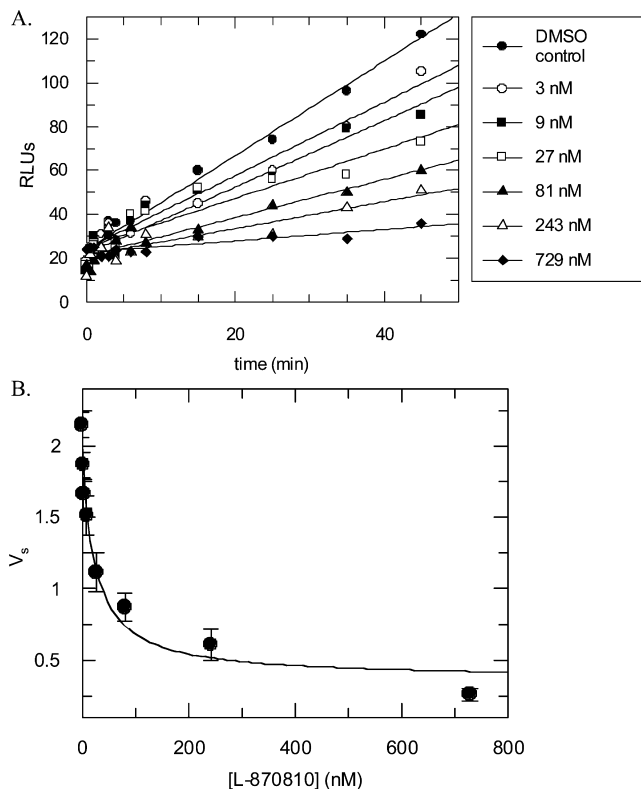 A.
120
100
80
60
40
20
0
RLUs
0
20
40
time (min)
DMSO
control
3 nM
9 nM
27 nM
81 nM
243 nM
729 nM
B.
2
1.5
1
0.5
Vs
0
200
400
600
800
[L-870810] (nM)